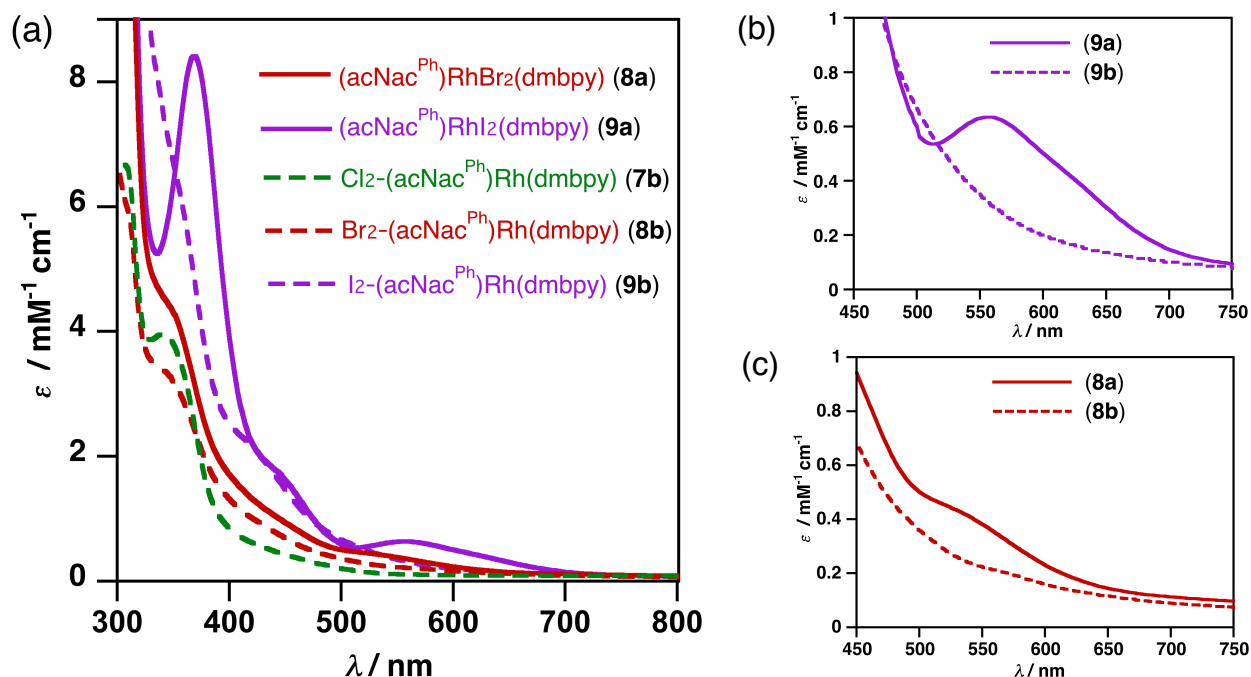 (a)
ε / mM⁻¹ cm⁻¹
8
6
4
2
0
300 400 500 600 700 800
λ / nm
(acNacᴾʰ)RhBr₂(dmbpy) (8a)
(acNacᴾʰ)RhI₂(dmbpy) (9a)
Cl₂-(acNacᴾʰ)Rh(dmbpy) (7b)
Br₂-(acNacᴾʰ)Rh(dmbpy) (8b)
I₂-(acNacᴾʰ)Rh(dmbpy) (9b)
(b)
ε / mM⁻¹ cm⁻¹
1
0.8
0.6
0.4
0.2
0
450 500 550 600 650 700 750
λ / nm
(9a)
(9b)
(c)
ε / mM⁻¹ cm⁻¹
1
0.8
0.6
0.4
0.2
0
450 500 550 600 650 700 750
λ / nm
(8a)
(8b)